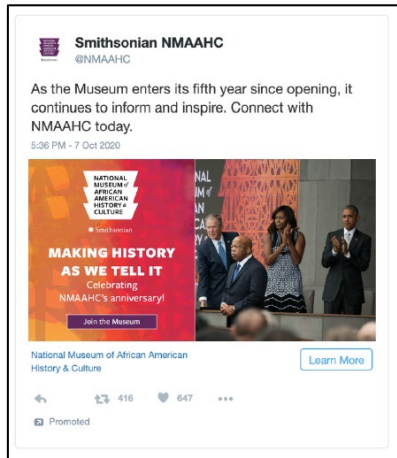 Smithsonian NMAAHC
@NMAAHC
As the Museum enters its fifth year since opening, it
continues to inform and inspire. Connect with
NMAAHC today.
5:36 PM - 7 Oct 2020
NATIONAL
MUSEUM of
AFRICAN
AMERICAN
HISTORY &
CULTURE
Smithsonian
MAKING HISTORY
AS WE TELL IT
Celebrating
NMAAHC's anniversary!
Join the Museum
National Museum of African American
History & Culture
Learn More
416
647
Promoted